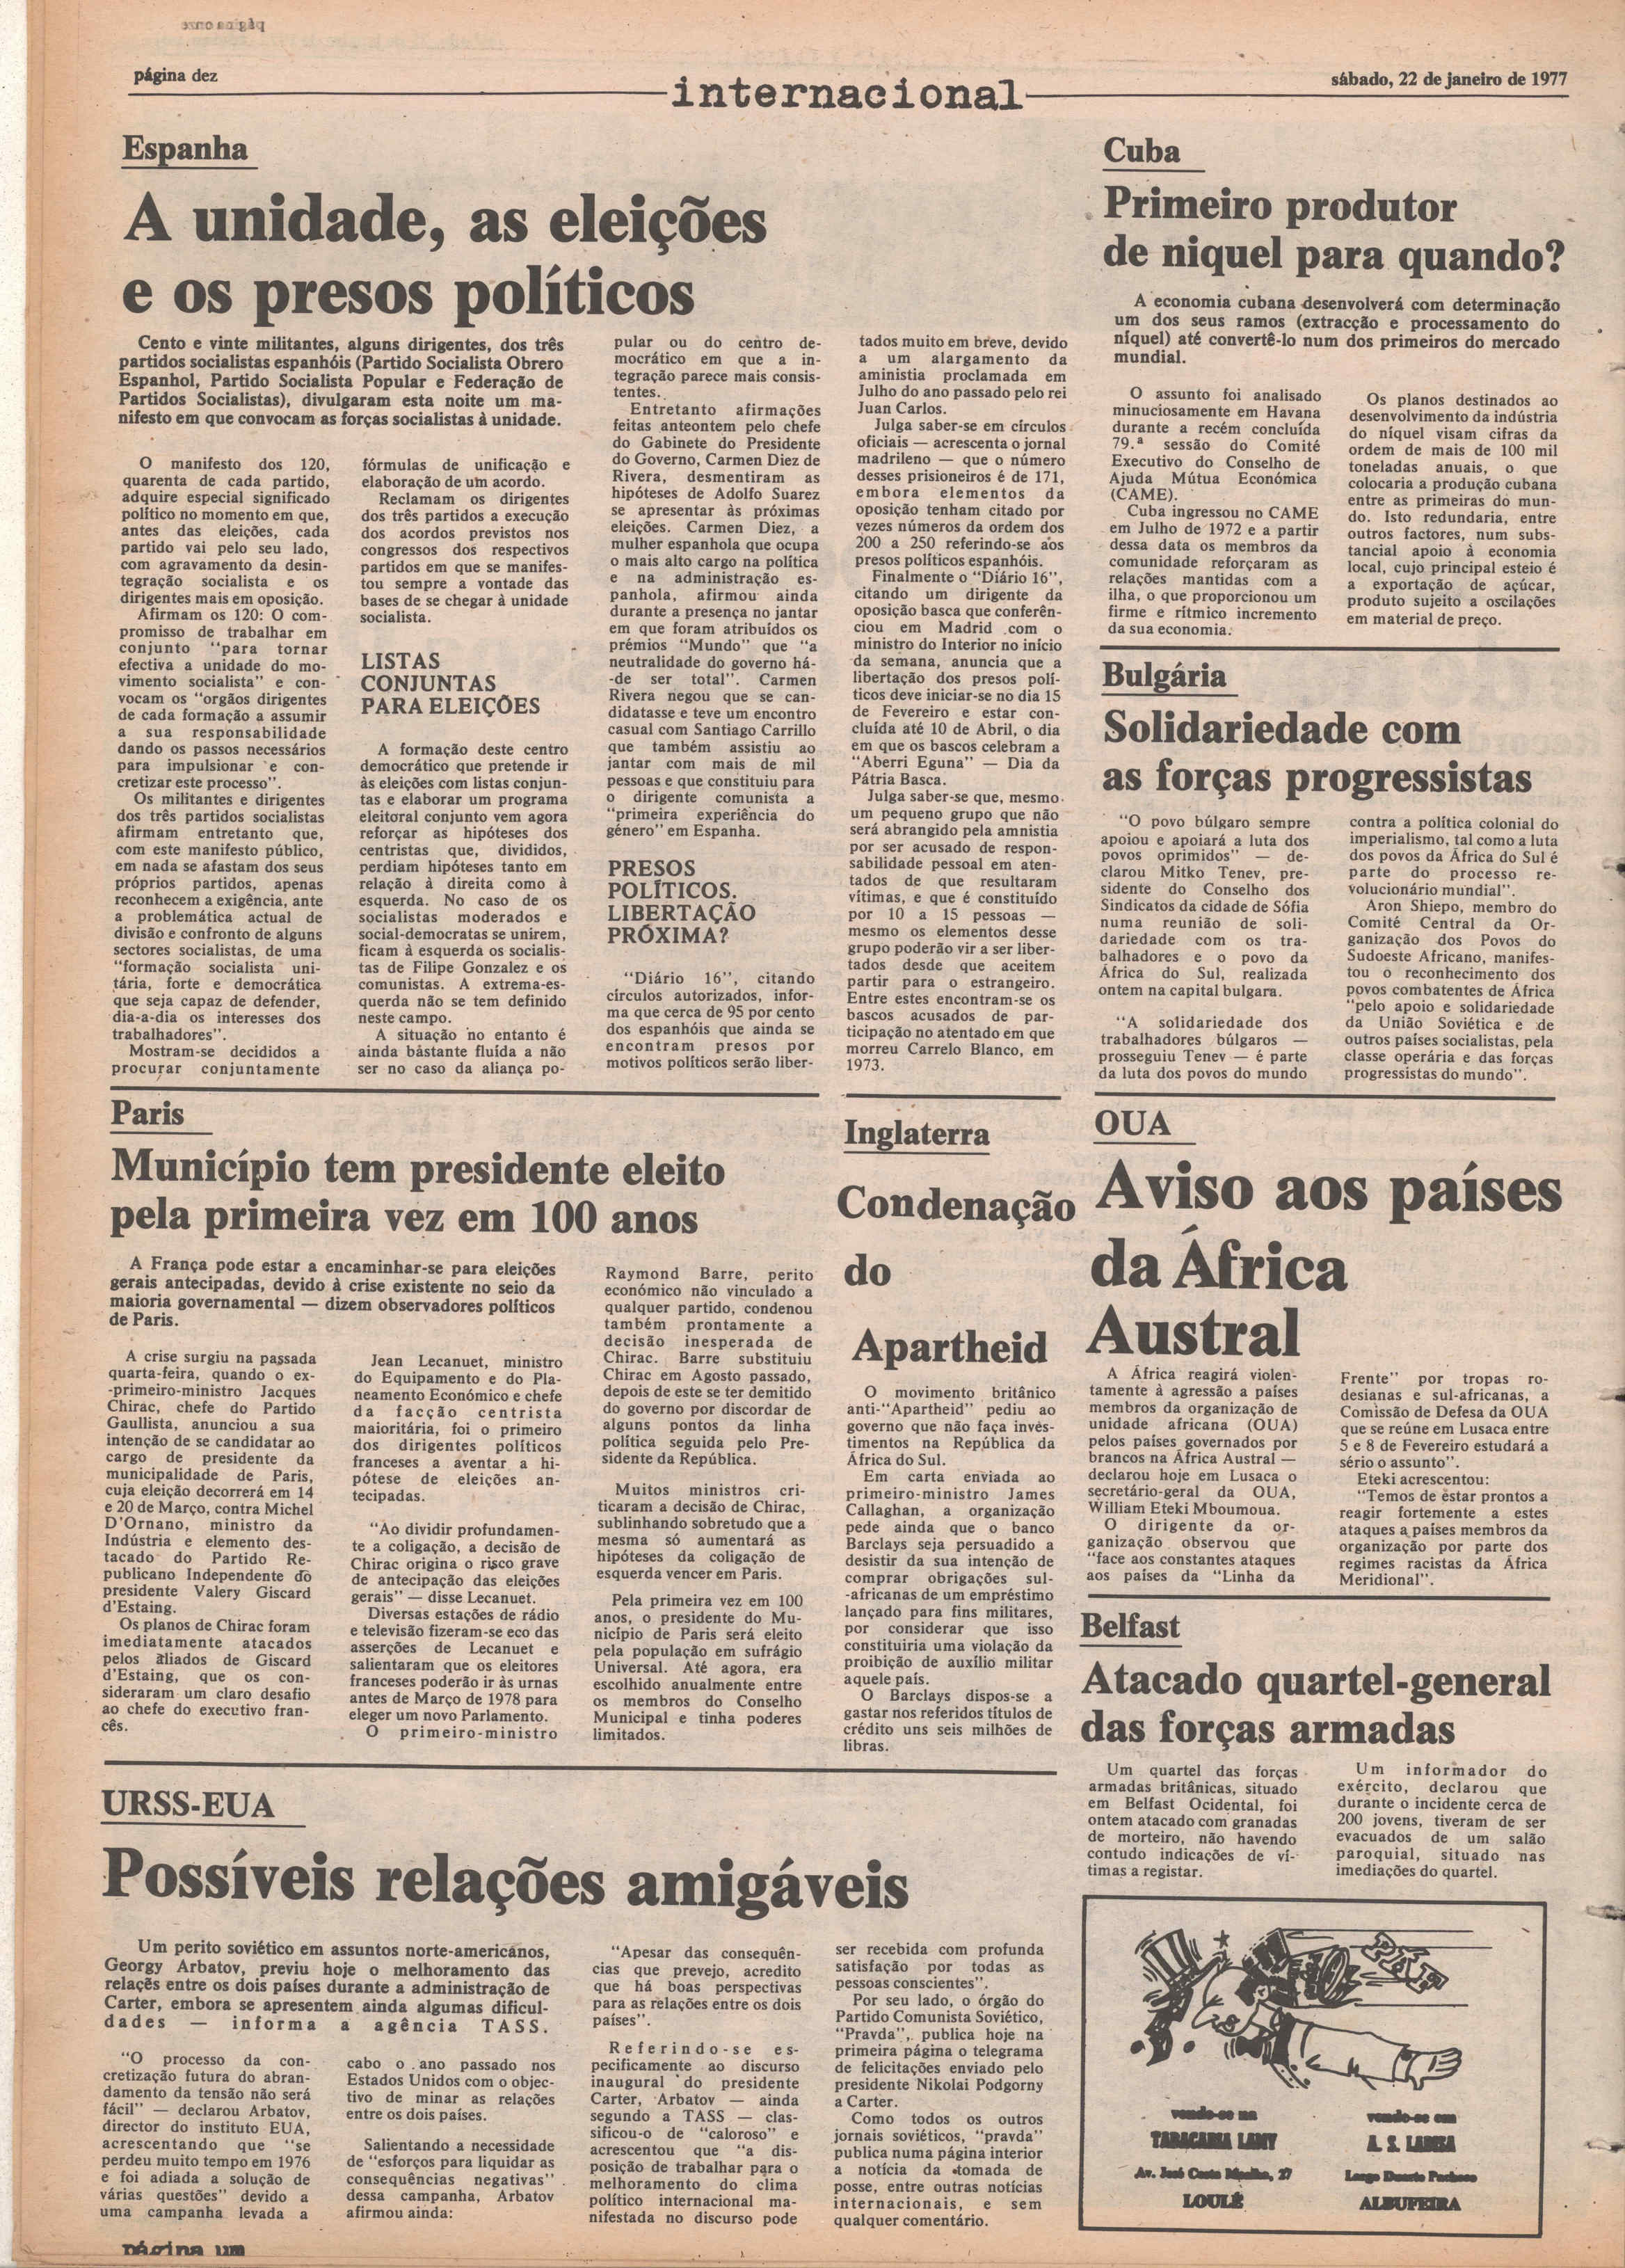 página onze
página dez
internacional
sábado, 22 de janeiro de 1977
Espanha
A unidade, as eleições
e os presos políticos
Cento e vinte militantes, alguns dirigentes, dos três
partidos socialistas espanhóis (Partido Socialista Obrero
Espanhol, Partido Socialista Popular e Federação de
Partidos Socialistas), divulgaram esta noite um ma-
nifesto em que convocam as forças socialistas à unidade.
O manifesto dos 120,
quarenta de cada partido,
adquire especial significado
político no momento em que,
antes das eleições, cada
partido vai pelo seu lado,
com agravamento da desin-
tegração socialista e os
dirigentes mais em oposição.
Afirmam os 120: O com-
promisso de trabalhar em
conjunto "para tornar
efectiva a unidade do mo-
vimento socialista" e con-
vocam os "orgãos dirigentes
de cada formação a assumir
a sua responsabilidade
dando os passos necessários
para impulsionar e con-
cretizar este processo".
Os militantes e dirigentes
dos três partidos socialistas
afirmam entretanto que,
com este manifesto público,
em nada se afastam dos seus
próprios partidos, apenas
reconhecem a exigência, ante
a problemática actual de
divisão e confronto de alguns
sectores socialistas, de uma
"formação socialista uni-
tária, forte e democrática
que seja capaz de defender,
dia-a-dia os interesses dos
trabalhadores".
Mostram-se decididos a
procurar conjuntamente
fórmulas de unificação e
elaboração de um acordo.
Reclamam os dirigentes
dos três partidos a execução
dos acordos previstos nos
congressos dos respectivos
partidos em que se manifes-
tou sempre a vontade das
bases de se chegar à unidade
socialista.
LISTAS
CONJUNTAS
PARA ELEIÇÕES
A formação deste centro
democrático que pretende ir
às eleições com listas conjun-
tas e elaborar um programa
eleitoral conjunto vem agora
reforçar as hipóteses dos
centristas que, divididos,
perdiam hipóteses tanto em
relação à direita como à
esquerda. No caso de os
socialistas moderados e
social-democratas se unirem,
ficam à esquerda os socialis-
tas de Filipe Gonzalez e os
comunistas. A extrema-es-
querda não se tem definido
neste campo.
A situação no entanto é
ainda bastante fluída a não
ser no caso da aliança po-
pular ou do centro de-
mocrático em que a in-
tegração parece mais consis-
tentes.
Entretanto afirmações
feitas anteontem pelo chefe
do Gabinete do Presidente
do Governo, Carmen Diez de
Rivera, desmentiram as
hipóteses de Adolfo Suarez
se apresentar às próximas
eleições. Carmen Diez, a
mulher espanhola que ocupa
o mais alto cargo na política
e na administração es-
panhola, afirmou ainda
durante a presença no jantar
em que foram atribuídos os
prémios "Mundo" que "a
neutralidade do governo há-
-de ser total". Carmen
Rivera negou que se can-
didatasse e teve um encontro
casual com Santiago Carrillo
que também assistiu ao
jantar com mais de mil
pessoas e que constituiu para
o dirigente comunista a
"primeira experiência do
género" em Espanha.
PRESOS
POLÍTICOS.
LIBERTAÇÃO
PRÓXIMA?
"Diário 16", citando
círculos autorizados, infor-
ma que cerca de 95 por cento
dos espanhóis que ainda se
encontram presos por
motivos políticos serão liber-
tados muito em breve, devido
a um alargamento da
aministia proclamada em
Julho do ano passado pelo rei
Juan Carlos.
Julga saber-se em círculos
oficiais — acrescenta o jornal
madrileno — que o número
desses prisioneiros é de 171,
embora elementos da
oposição tenham citado por
vezes números da ordem dos
200 a 250 referindo-se aos
presos políticos espanhóis.
Finalmente o "Diário 16",
citando um dirigente da
oposição basca que conferên-
ciou em Madrid com o
ministro do Interior no início
da semana, anuncia que a
libertação dos presos polí-
ticos deve iniciar-se no dia 15
de Fevereiro e estar con-
cluída até 10 de Abril, o dia
em que os bascos celebram a
"Aberri Eguna" — Dia da
Pátria Basca.
Julga saber-se que, mesmo
um pequeno grupo que não
será abrangido pela amnistia
por ser acusado de respon-
sabilidade pessoal em aten-
tados de que resultaram
vítimas, e que é constituído
por 10 a 15 pessoas —
mesmo os elementos desse
grupo poderão vir a ser liber-
tados desde que aceitem
partir para o estrangeiro.
Entre estes encontram-se os
bascos acusados de par-
ticipação no atentado em que
morreu Carrelo Blanco, em
1973.
Cuba
Primeiro produtor
de niquel para quando?
A economia cubana desenvolverá com determinação
um dos seus ramos (extracção e processamento do
níquel) até convertê-lo num dos primeiros do mercado
mundial.
O assunto foi analisado
minuciosamente em Havana
durante a recém concluída
79.ª sessão do Comité
Executivo do Conselho de
Ajuda Mútua Económica
(CAME).
Cuba ingressou no CAME
em Julho de 1972 e a partir
dessa data os membros da
comunidade reforçaram as
relações mantidas com a
ilha, o que proporcionou um
firme e rítmico incremento
da sua economia.
Os planos destinados ao
desenvolvimento da indústria
do níquel visam cifras da
ordem de mais de 100 mil
toneladas anuais, o que
colocaria a produção cubana
entre as primeiras do mun-
do. Isto redundaria, entre
outros factores, num subs-
tancial apoio à economia
local, cujo principal esteio é
a exportação de açúcar,
produto sujeito a oscilações
em material de preço.
Bulgária
Solidariedade com
as forças progressistas
"O povo búlgaro sempre
apoiou e apoiará a luta dos
povos oprimidos" — de-
clarou Mitko Tenev, pre-
sidente do Conselho dos
Sindicatos da cidade de Sófia
numa reunião de soli-
dariedade com os tra-
balhadores e o povo da
África do Sul, realizada
ontem na capital bulgara.
"A solidariedade dos
trabalhadores búlgaros —
prosseguiu Tenev — é parte
da luta dos povos do mundo
contra a política colonial do
imperialismo, tal como a luta
dos povos da África do Sul é
parte do processo re-
volucionário mundial".
Aron Shiepo, membro do
Comité Central da Or-
ganização dos Povos do
Sudoeste Africano, manifes-
tou o reconhecimento dos
povos combatentes de África
"pelo apoio e solidariedade
da União Soviética e de
outros países socialistas, pela
classe operária e das forças
progressistas do mundo".
Paris
Município tem presidente eleito
pela primeira vez em 100 anos
A França pode estar a encaminhar-se para eleições
gerais antecipadas, devido à crise existente no seio da
maioria governamental — dizem observadores políticos
de Paris.
A crise surgiu na passada
quarta-feira, quando o ex-
-primeiro-ministro Jacques
Chirac, chefe do Partido
Gaullista, anunciou a sua
intenção de se candidatar ao
cargo de presidente da
municipalidade de Paris,
cuja eleição decorrerá em 14
e 20 de Março, contra Michel
D'Ornano, ministro da
Indústria e elemento des-
tacado do Partido Re-
publicano Independente do
presidente Valery Giscard
d'Estaing.
Os planos de Chirac foram
imediatamente atacados
pelos aliados de Giscard
d'Estaing, que os con-
sideraram um claro desafio
ao chefe do executivo fran-
cês.
Jean Lecanuet, ministro
do Equipamento e do Pla-
neamento Económico e chefe
da facção centrista
maioritária, foi o primeiro
dos dirigentes políticos
franceses a aventar a hi-
pótese de eleições an-
tecipadas.
"Ao dividir profundamen-
te a coligação, a decisão de
Chirac origina o risco grave
de antecipação das eleições
gerais" — disse Lecanuet.
Diversas estações de rádio
e televisão fizeram-se eco das
asserções de Lecanuet e
salientaram que os eleitores
franceses poderão ir às urnas
antes de Março de 1978 para
eleger um novo Parlamento.
O primeiro-ministro
Raymond Barre, perito
económico não vinculado a
qualquer partido, condenou
também prontamente a
decisão inesperada de
Chirac. Barre substituiu
Chirac em Agosto passado,
depois de este se ter demitido
do governo por discordar de
alguns pontos da linha
política seguida pelo Pre-
sidente da República.
Muitos ministros cri-
ticaram a decisão de Chirac,
sublinhando sobretudo que a
mesma só aumentará as
hipóteses da coligação de
esquerda vencer em Paris.
Pela primeira vez em 100
anos, o presidente do Mu-
nicípio de Paris será eleito
pela população em sufrágio
Universal. Até agora, era
escolhido anualmente entre
os membros do Conselho
Municipal e tinha poderes
limitados.
Inglaterra
Condenação
do
Apartheid
O movimento britânico
anti-"Apartheid" pediu ao
governo que não faça inves-
timentos na República da
África do Sul.
Em carta enviada ao
primeiro-ministro James
Callaghan, a organização
pede ainda que o banco
Barclays seja persuadido a
desistir da sua intenção de
comprar obrigações sul-
-africanas de um empréstimo
lançado para fins militares,
por considerar que isso
constituiria uma violação da
proibição de auxílio militar
aquele país.
O Barclays dispos-se a
gastar nos referidos títulos de
crédito uns seis milhões de
libras.
OUA
Aviso aos países
da África
Austral
A África reagirá violen-
tamente à agressão a países
membros da organização de
unidade africana (OUA)
pelos países governados por
brancos na África Austral —
declarou hoje em Lusaca o
secretário-geral da OUA,
William Eteki Mboumoua.
O dirigente da or-
ganização observou que
"face aos constantes ataques
aos países da "Linha da
Frente" por tropas ro-
desianas e sul-africanas, a
Comissão de Defesa da OUA
que se reúne em Lusaca entre
5 e 8 de Fevereiro estudará a
sério o assunto".
Eteki acrescentou:
"Temos de estar prontos a
reagir fortemente a estes
ataques a países membros da
organização por parte dos
regimes racistas da África
Meridional".
Belfast
Atacado quartel-general
das forças armadas
Um quartel das forças
armadas britânicas, situado
em Belfast Ocidental, foi
ontem atacado com granadas
de morteiro, não havendo
contudo indicações de ví-
timas a registar.
Um informador do
exército, declarou que
durante o incidente cerca de
200 jovens, tiveram de ser
evacuados de um salão
paroquial, situado nas
imediações do quartel.
URSS-EUA
Possíveis relações amigáveis
Um perito soviético em assuntos norte-americanos,
Georgy Arbatov, previu hoje o melhoramento das
relaçês entre os dois países durante a administração de
Carter, embora se apresentem ainda algumas dificul-
dades — informa a agência TASS.
"O processo da con-
cretização futura do abran-
damento da tensão não será
fácil" — declarou Arbatov,
director do instituto EUA,
acrescentando que "se
perdeu muito tempo em 1976
e foi adiada a solução de
várias questões" devido a
uma campanha levada a
cabo o ano passado nos
Estados Unidos com o objec-
tivo de minar as relações
entre os dois países.
Salientando a necessidade
de "esforços para liquidar as
consequências negativas"
dessa campanha, Arbatov
afirmou ainda:
"Apesar das consequên-
cias que prevejo, acredito
que há boas perspectivas
para as relações entre os dois
países".
Referindo-se es-
pecificamente ao discurso
inaugural do presidente
Carter, Arbatov — ainda
segundo a TASS — clas-
sificou-o de "caloroso" e
acrescentou que "a dis-
posição de trabalhar para o
melhoramento do clima
político internacional ma-
nifestada no discurso pode
ser recebida com profunda
satisfação por todas as
pessoas conscientes".
Por seu lado, o órgão do
Partido Comunista Soviético,
"Pravda", publica hoje na
primeira página o telegrama
de felicitações enviado pelo
presidente Nikolai Podgorny
a Carter.
Como todos os outros
jornais soviéticos, "pravda"
publica numa página interior
a notícia da tomada de
posse, entre outras notícias
internacionais, e sem
qualquer comentário.
vende-se na
TABACARIA LAMY
Av. José Costa Mealha, 27
LOULÉ
vende-se em
A. S. LADISA
Largo Duarte Pacheco
ALBUFEIRA
página um